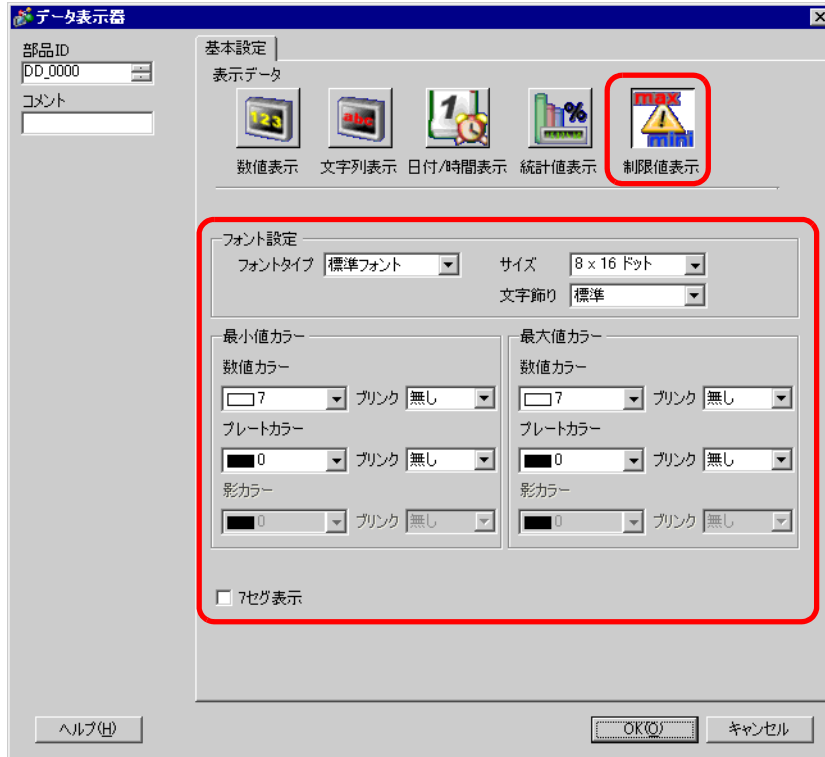 データ表示器
部品ID
DD_0000
コメント
基本設定
表示データ
123
abc
1
%
max
mini
数値表示 文字列表示 日付/時間表示 統計値表示 制限値表示
フォント設定
フォントタイプ 標準フォント サイズ 8 x 16 ドット
文字飾り 標準
最小値カラー
数値カラー
7 ブリンク 無し
プレートカラー
0 ブリンク 無し
影カラー
0 ブリンク 無し
最大値カラー
数値カラー
7 ブリンク 無し
プレートカラー
0 ブリンク 無し
影カラー
0 ブリンク 無し
7セグ表示
ヘルプ(H) OK(O) キャンセル